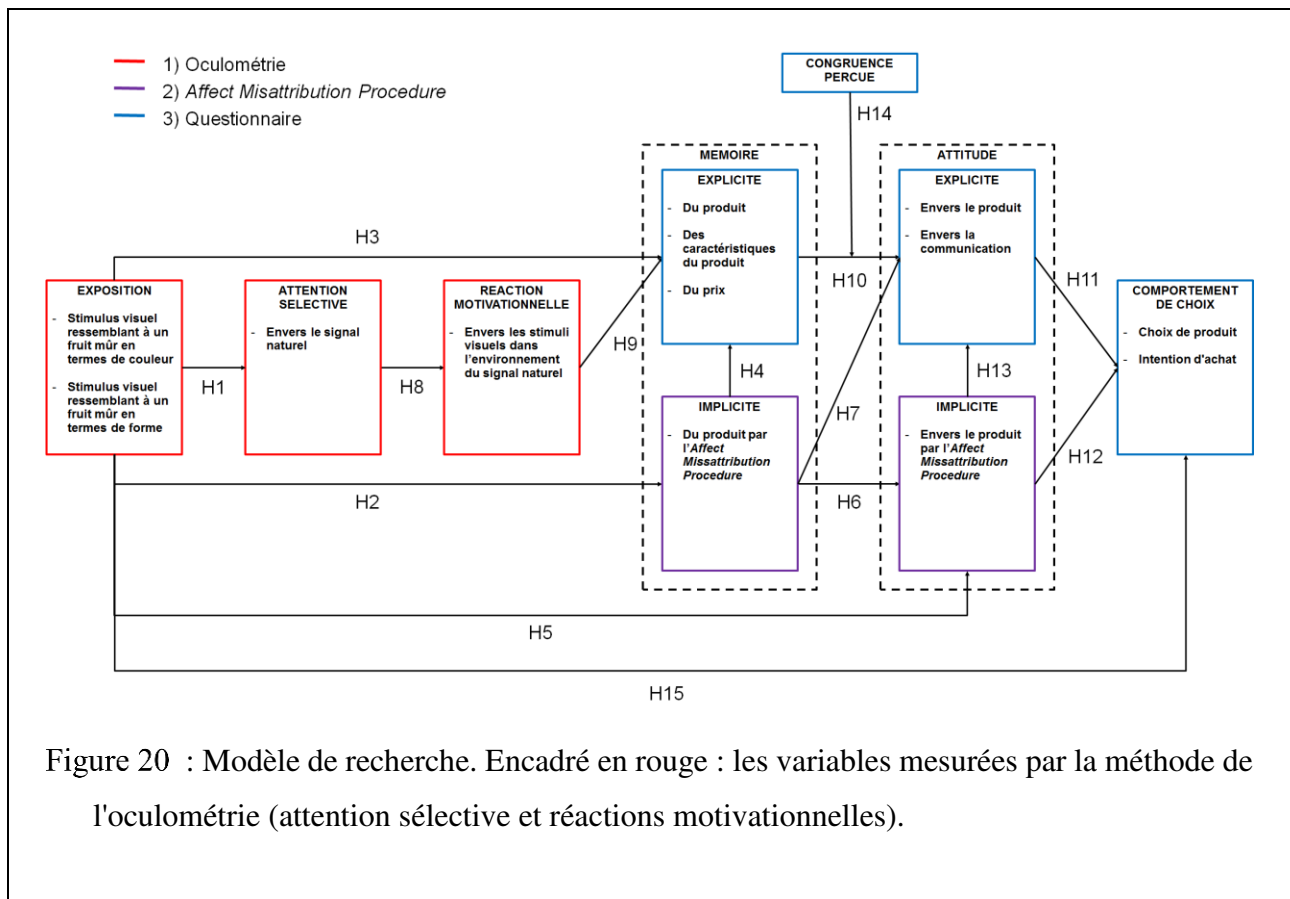 1) Oculométrie
2) Affect Misattribution Procedure
3) Questionnaire
CONGRUENCE
PERCUE
H14
MEMOIRE
ATTITUDE
EXPLICITE
- Du produit
- Des
caractéristiques
du produit
- Du prix
EXPLICITE
- Envers le produit
- Envers la
communication
H3
H10
H11
EXPOSITION
- Stimulus visuel
ressemblant à un
fruit mûr en
termes de couleur
- Stimulus visuel
ressemblant à un
fruit mûr en
termes de forme
H1
ATTENTION
SELECTIVE
- Envers le signal
naturel
H8
REACTION
MOTIVATIONNELLE
- Envers les stimuli
visuels dans
l'environnement
du signal naturel
H9
COMPORTEMENT
DE CHOIX
- Choix de produit
- Intention d'achat
H4
H7
H13
IMPLICITE
- Du produit par
l'Affect
Missattribution
Procedure
IMPLICITE
- Envers le produit
par l'Affect
Missattribution
Procedure
H12
H2
H6
H5
H15
Figure 20 : Modèle de recherche. Encadré en rouge : les variables mesurées par la méthode de
l'oculométrie (attention sélective et réactions motivationnelles).